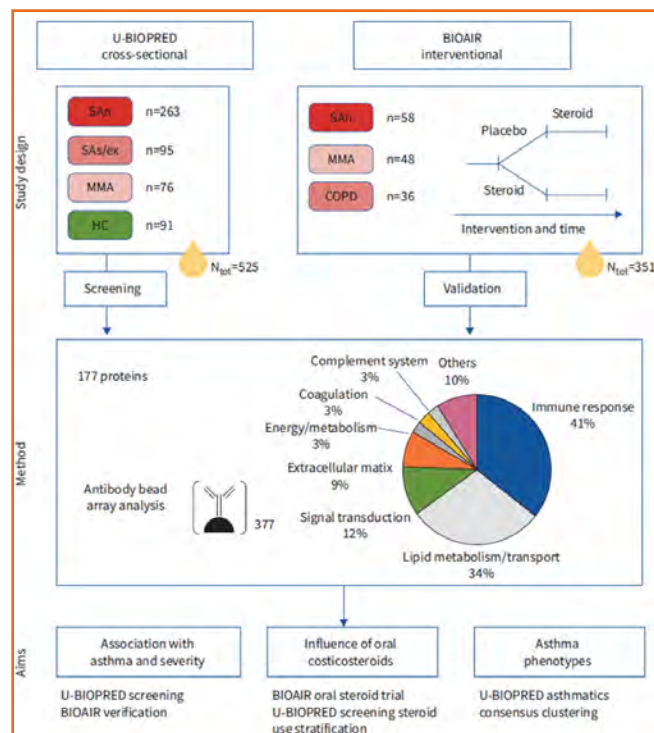 U-BIOPRED
cross-sectional
BIOAIR
interventional
Study design
SAn
n=263
SAs/ex
n=95
MMA
n=76
HC
n=91
N_tot=525
SAn
n=58
MMA
n=48
COPD
n=36
Placebo
Steroid
Steroid
Intervention and time
N_tot=351
Screening
Validation
Method
177 proteins
Antibody bead
array analysis
377
Complement system
3%
Others
10%
Coagulation
3%
Immune response
41%
Energy/metabolism
3%
Extracellular matix
9%
Signal transduction
12%
Lipid metabolism/transport
34%
Aims
Association with
asthma and severity
Influence of oral
costicosteroids
Asthma
phenotypes
U-BIOPRED screening
BIOAIR verification
BIOAIR oral steroid trial
U-BIOPRED screening steroid
use stratification
U-BIOPRED asthmatics
consensus clustering